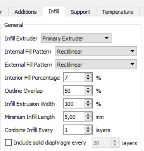 Additions Infill Support Temperature
General
Infill Extruder Primary Extruder
Internal Fill Pattern Rectilinear
External Fill Pattern Rectilinear
Interior Fill Percentage 7 %
Outline Overlap 50 %
Infill Extrusion Width 100 %
Minimum Infill Length 5,00 mm
Combine Infill Every 1 layers
Include solid diaphragm every 20 layers